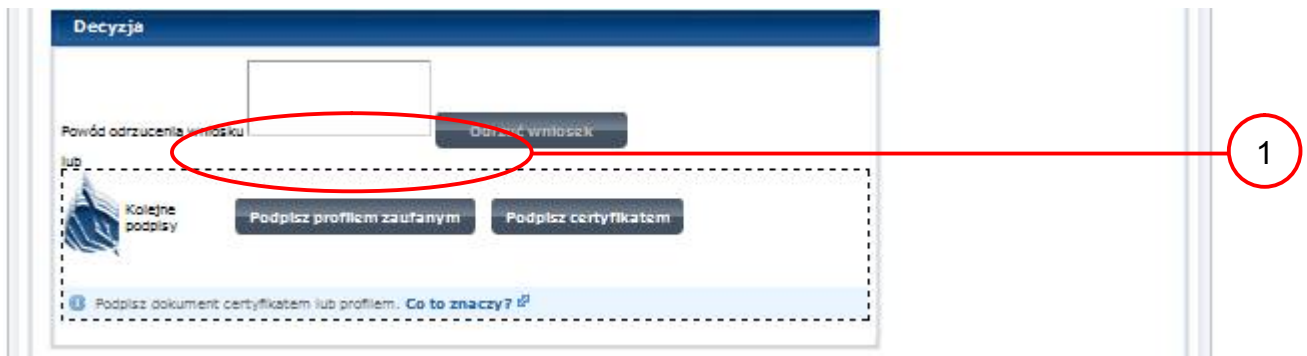 Decyzja
Powód odrzucenia wniosku
Odrzuć wniosek
lub
Kolejne
podpisy
Podpisz profilem zaufanym
Podpisz certyfikatem
Podpisz dokument certyfikatem lub profilem. Co to znaczy?
1